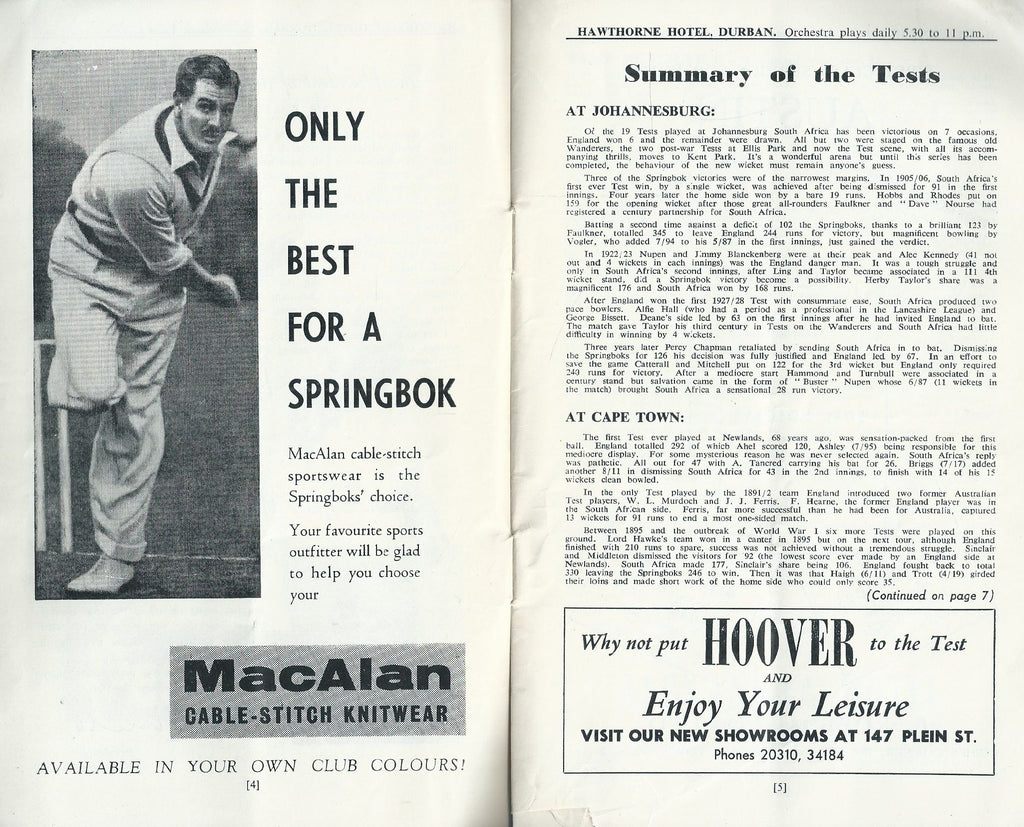 ONLY
THE
BEST
FOR A
SPRINGBOK
MacAlan cable-stitch
sportswear is the
Springboks' choice.
Your favourite sports
outfitter will be glad
to help you choose
your
MacAlan
CABLE-STITCH KNITWEAR
AVAILABLE IN YOUR OWN CLUB COLOURS!
[4]
HAWTHORNE HOTEL, DURBAN. Orchestra plays daily 5.30 to 11 p.m.
Summary of the Tests
AT JOHANNESBURG:
Of the 19 Tests played at Johannesburg South Africa has been victorious on 7 occasions,
England won 6 and the remainder were drawn. All but two were staged on the famous old
Wanderers, the two post-war Tests at Ellis Park and now the Test scene, with all its accom-
panying thrills, moves to Kent Park. It's a wonderful arena but until this series has been
completed, the behaviour of the new wicket must remain anyone's guess.
Three of the Springbok victories were of the narrowest margins. In 1905/06, South Africa's
first ever Test win, by a single wicket, was achieved after being dismissed for 91 in the first
innings. Four years later the home side won by a bare 19 runs. Hobbs and Rhodes put on
159 for the opening wicket after those great all-rounders Faulkner and "Dave" Nourse had
registered a century partnership for South Africa.
Batting a second time against a deficit of 102 the Springboks, thanks to a brilliant 123 by
Faulkner, totalled 345 to leave England 244 runs for victory, but magnificent bowling by
Vogler, who added 7/94 to his 5/87 in the first innings, just gained the verdict.
In 1922/23 Nupen and Jimmy Blanckenberg were at their peak and Alec Kennedy (41 not
out and 4 wickets in each innings) was the England danger man. It was a tough struggle and
only in South Africa's second innings, after Ling and Taylor became associated in a 111 4th
wicket stand, did a Springbok victory become a possibility. Herby Taylor's share was a
magnificent 176 and South Africa won by 168 runs.
After England won the first 1927/28 Test with consummate ease, South Africa produced two
pace bowlers. Alfie Hall (who had a period as a professional in the Lancashire League) and
George Bissett. Deane's side led by 63 on the first innings after he had invited England to bat.
The match gave Taylor his third century in Tests on the Wanderers and South Africa had little
difficulty in winning by 4 wickets.
Three years later Percy Chapman retaliated by sending South Africa in to bat. Dismissing
the Springboks for 126 his decision was fully justified and England led by 67. In an effort to
save the game Catterall and Mitchell put on 122 for the 3rd wicket but England only required
240 runs for victory. After a mediocre start Hammond and Turnbull were associated in a
century stand but salvation came in the form of "Buster" Nupen whose 6/87 (11 wickets in
the match) brought South Africa a sensational 28 run victory.
AT CAPE TOWN:
The first Test ever played at Newlands, 68 years ago, was sensation-packed from the first
ball. England totalled 292 of which Abel scored 120, Ashley (7/95) being responsible for this
mediocre display. For some mysterious reason he was never selected again. South Africa's reply
was pathetic. All out for 47 with A. Tancred carrying his bat for 26. Briggs (7/17) added
another 8/11 in dismissing South Africa for 43 in the 2nd innings, to finish with 14 of his 15
wickets clean bowled.
In the only Test played by the 1891/2 team England introduced two former Australian
Test players, W. L. Murdoch and J. J. Ferris. F. Hearne, the former England player was in
the South African side. Ferris, far more successful than he had been for Australia, captured
13 wickets for 91 runs to end a most one-sided match.
Between 1895 and the outbreak of World War I six more Tests were played on this
ground. Lord Hawke's team won in a canter in 1895 but on the next tour, although England
finished with 210 runs to spare, success was not achieved without a tremendous struggle. Sinclair
and Middleton dismissed the visitors for 92 (the lowest score ever made by an England side at
Newlands). South Africa made 177, Sinclair's share being 106. England fought back to total
330 leaving the Springboks 246 to win. Then it was that Haigh (6/11) and Trott (4/19) girded
their loins and made short work of the home side who could only score 35.
(Continued on page 7)
Why not put HOOVER to the Test
AND
Enjoy Your Leisure
VISIT OUR NEW SHOWROOMS AT 147 PLEIN ST.
Phones 20310, 34184
[5]